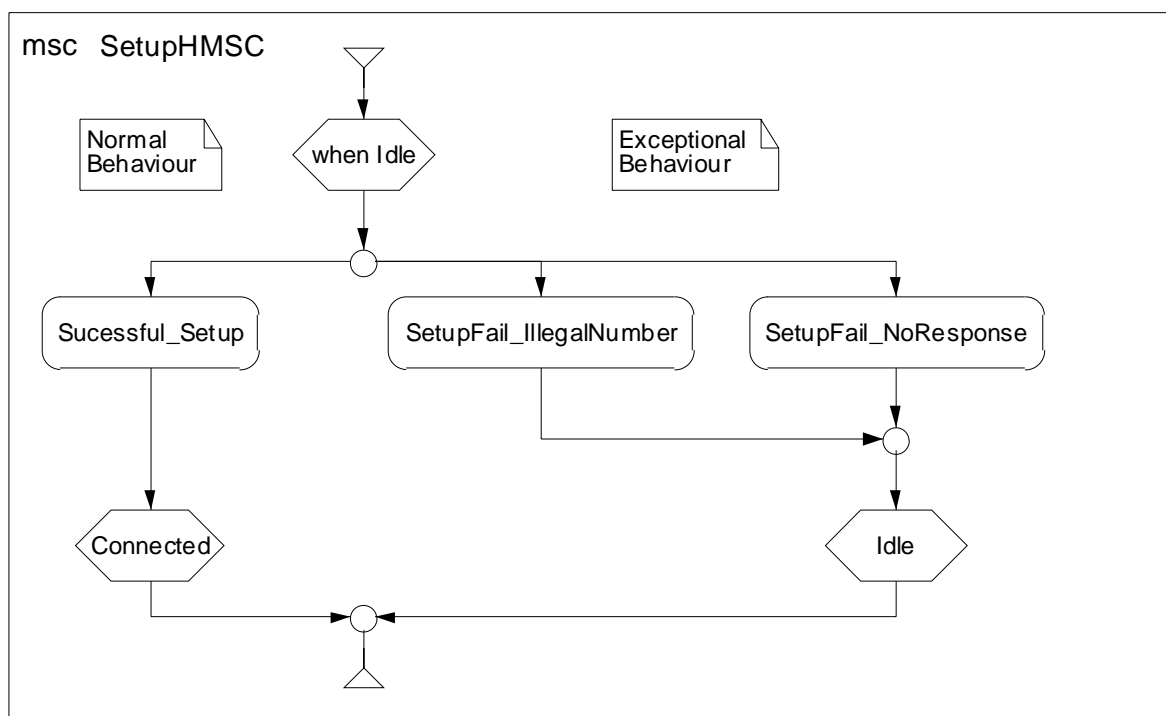 msc SetupHMSC
Normal
Behaviour
when Idle
Exceptional
Behaviour
Sucessful_Setup
SetupFail_IllegalNumber
SetupFail_NoResponse
Connected
Idle